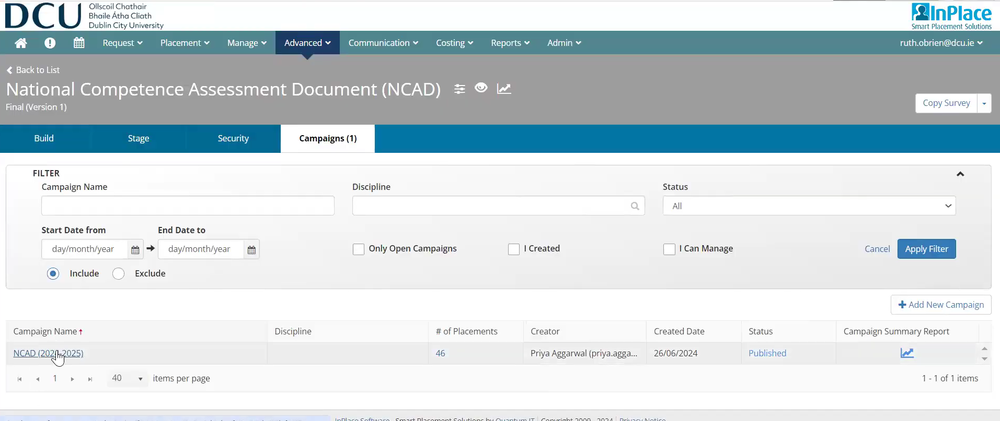 DCU
Ollscoil Chathair
Bhaile Átha Cliath
Dublin City University
InPlace
Smart Placement Solutions
Request Placement Manage Advanced Communication Costing Reports Admin ruth.obrien@dcu.ie
Back to List
National Competence Assessment Document (NCAD)
Final (Version 1)
Copy Survey
Build Stage Security Campaigns (1)
FILTER
Campaign Name Discipline Status
All
Start Date from End Date to
day/month/year day/month/year Only Open Campaigns I Created I Can Manage Cancel Apply Filter
Include Exclude
Add New Campaign
Campaign Name Discipline # of Placements Creator Created Date Status Campaign Summary Report
NCAD 2025) 46 Priya Aggarwal (priya.agga... 26/06/2024 Published
1 40 items per page 1 - 1 of 1 items
InPlace Software Smart Placement Solutions by Quantum IT Copyright 2009 - 2024 Privacy Notice